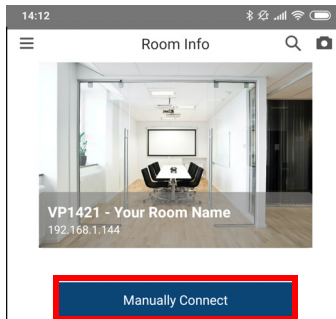 14:12
Room Info
VP1421 - Your Room Name
192.168.1.144
Manually Connect